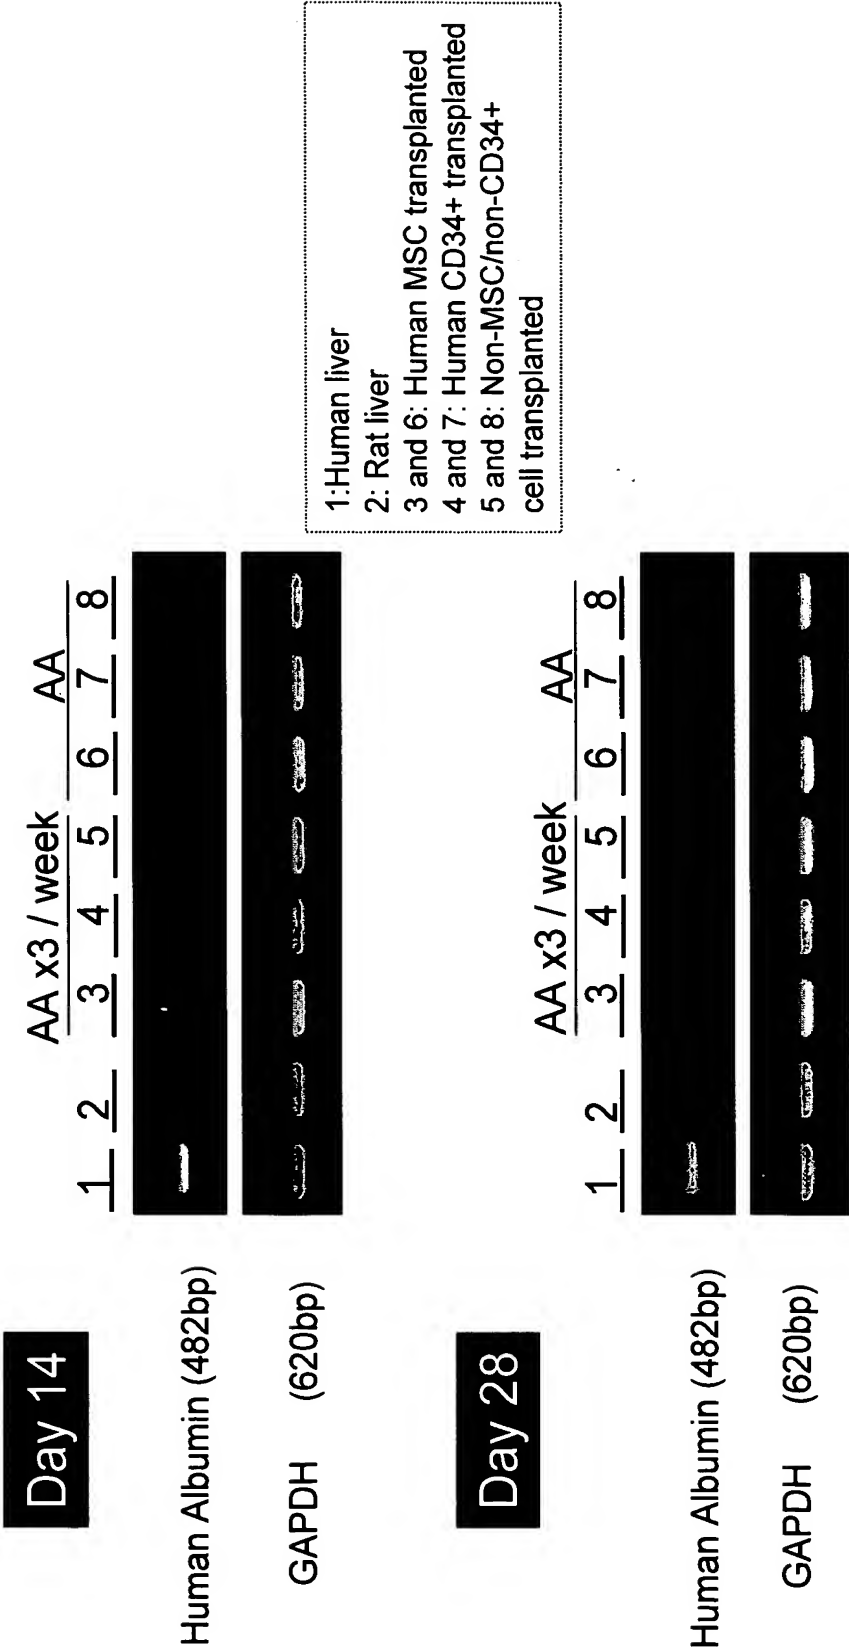 Day 14
AA x3 / week AA
1 2 3 4 5 6 7 8
Human Albumin (482bp)
GAPDH (620bp)
Day 28
AA x3 / week AA
1 2 3 4 5 6 7 8
Human Albumin (482bp)
GAPDH (620bp)
1:Human liver
2: Rat liver
3 and 6: Human MSC transplanted
4 and 7: Human CD34+ transplanted
5 and 8: Non-MSC/non-CD34+
cell transplanted